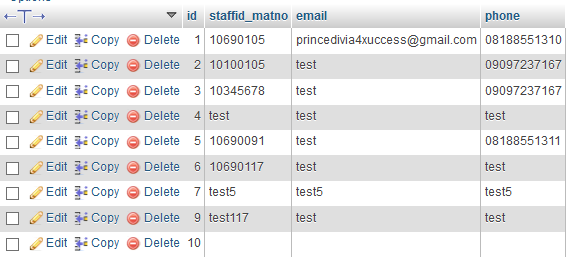 id staffid_matno email phone
Edit Copy Delete 1 10690105 princedivia4xuccess@gmail.com 08188551310
Edit Copy Delete 2 10100105 test 09097237167
Edit Copy Delete 3 10345678 test 09097237167
Edit Copy Delete 4 test test test
Edit Copy Delete 5 10690091 test 08188551311
Edit Copy Delete 6 10690117 test test
Edit Copy Delete 7 test5 test5 test5
Edit Copy Delete 9 test117 test test
Edit Copy Delete 10